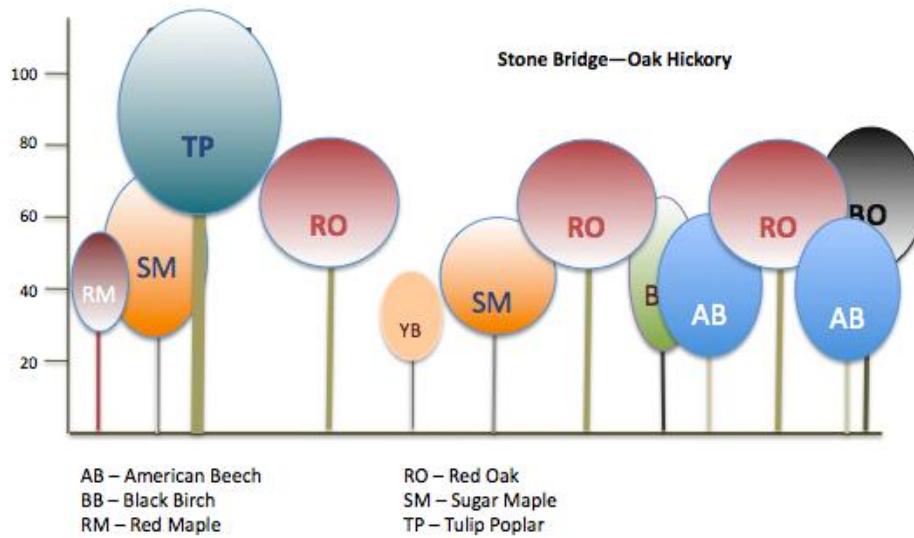 Stone Bridge—Oak Hickory
100
80
60
40
20
TP
RO
SM
RM
YB
SM
RO
B
AB
RO
BO
AB
AB – American Beech
BB – Black Birch
RM – Red Maple
RO – Red Oak
SM – Sugar Maple
TP – Tulip Poplar